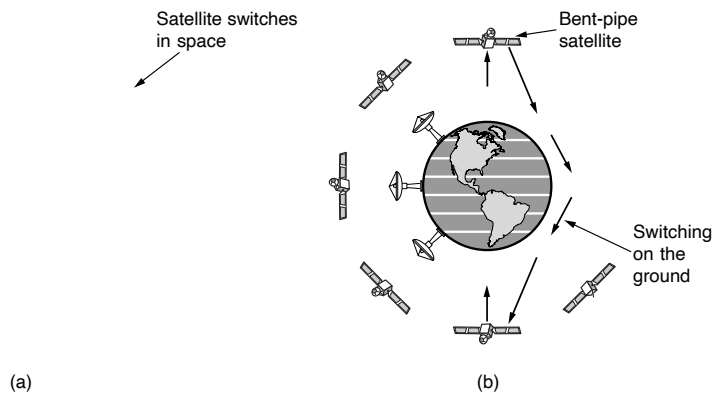 Satellite switches
in space
Bent-pipe
satellite
Switching
on the
ground
(a)
(b)